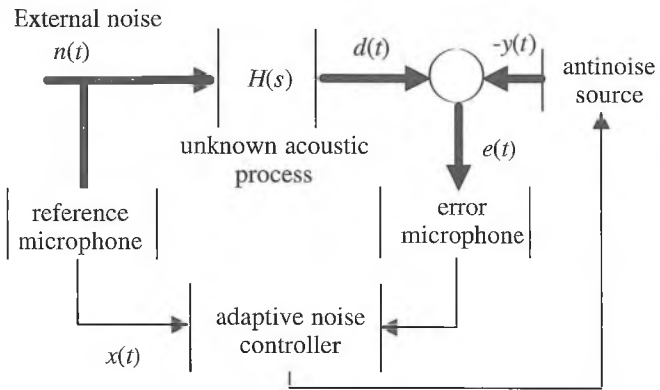 External noise
n(t)
H(s)
d(t)
-y(t)
antinoise
source
unknown acoustic
process
e(t)
reference
microphone
error
microphone
x(t)
adaptive noise
controller